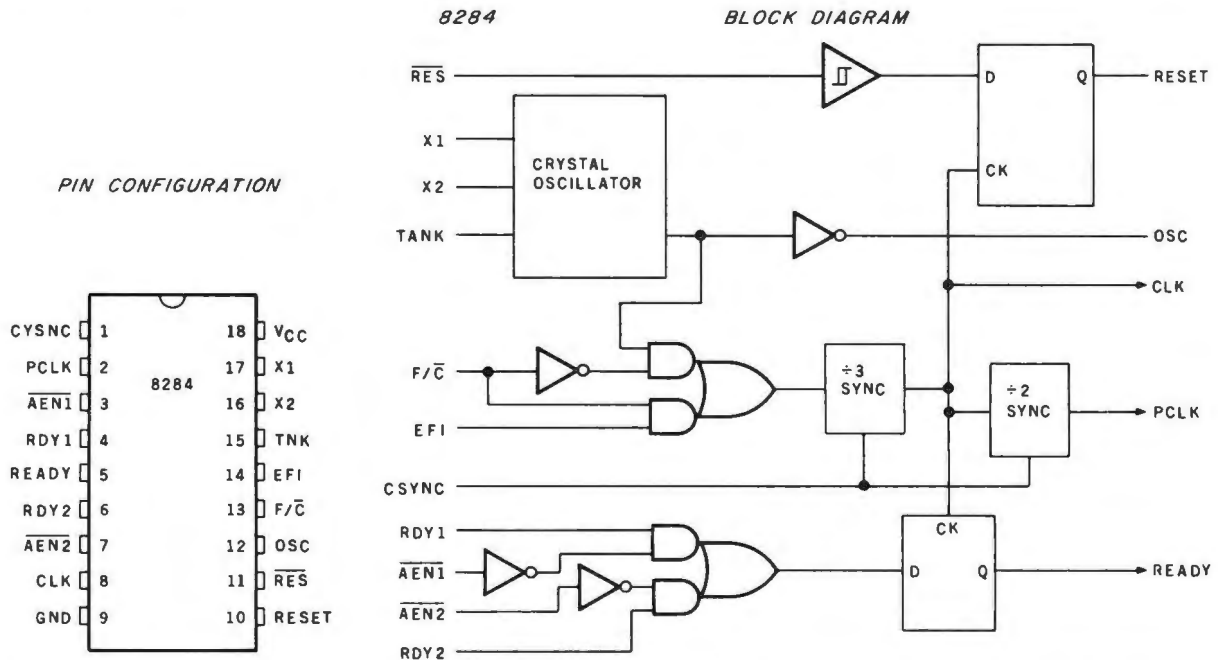 8284 BLOCK DIAGRAM
PIN CONFIGURATION
CYSNC 1 18 VCC
PCLK 2 17 X1
8284
AEN1 3 16 X2
RDY1 4 15 TNK
READY 5 14 EFI
RDY2 6 13 F/C
AEN2 7 12 OSC
CLK 8 11 RES
GND 9 10 RESET
RES
D Q RESET
CK
X1
X2
TANK
CRYSTAL
OSCILLATOR
OSC
CLK
F/C
EFI
÷3
SYNC
÷2
SYNC
PCLK
CSYNC
RDY1
AEN1
AEN2
RDY2
CK
D Q READY